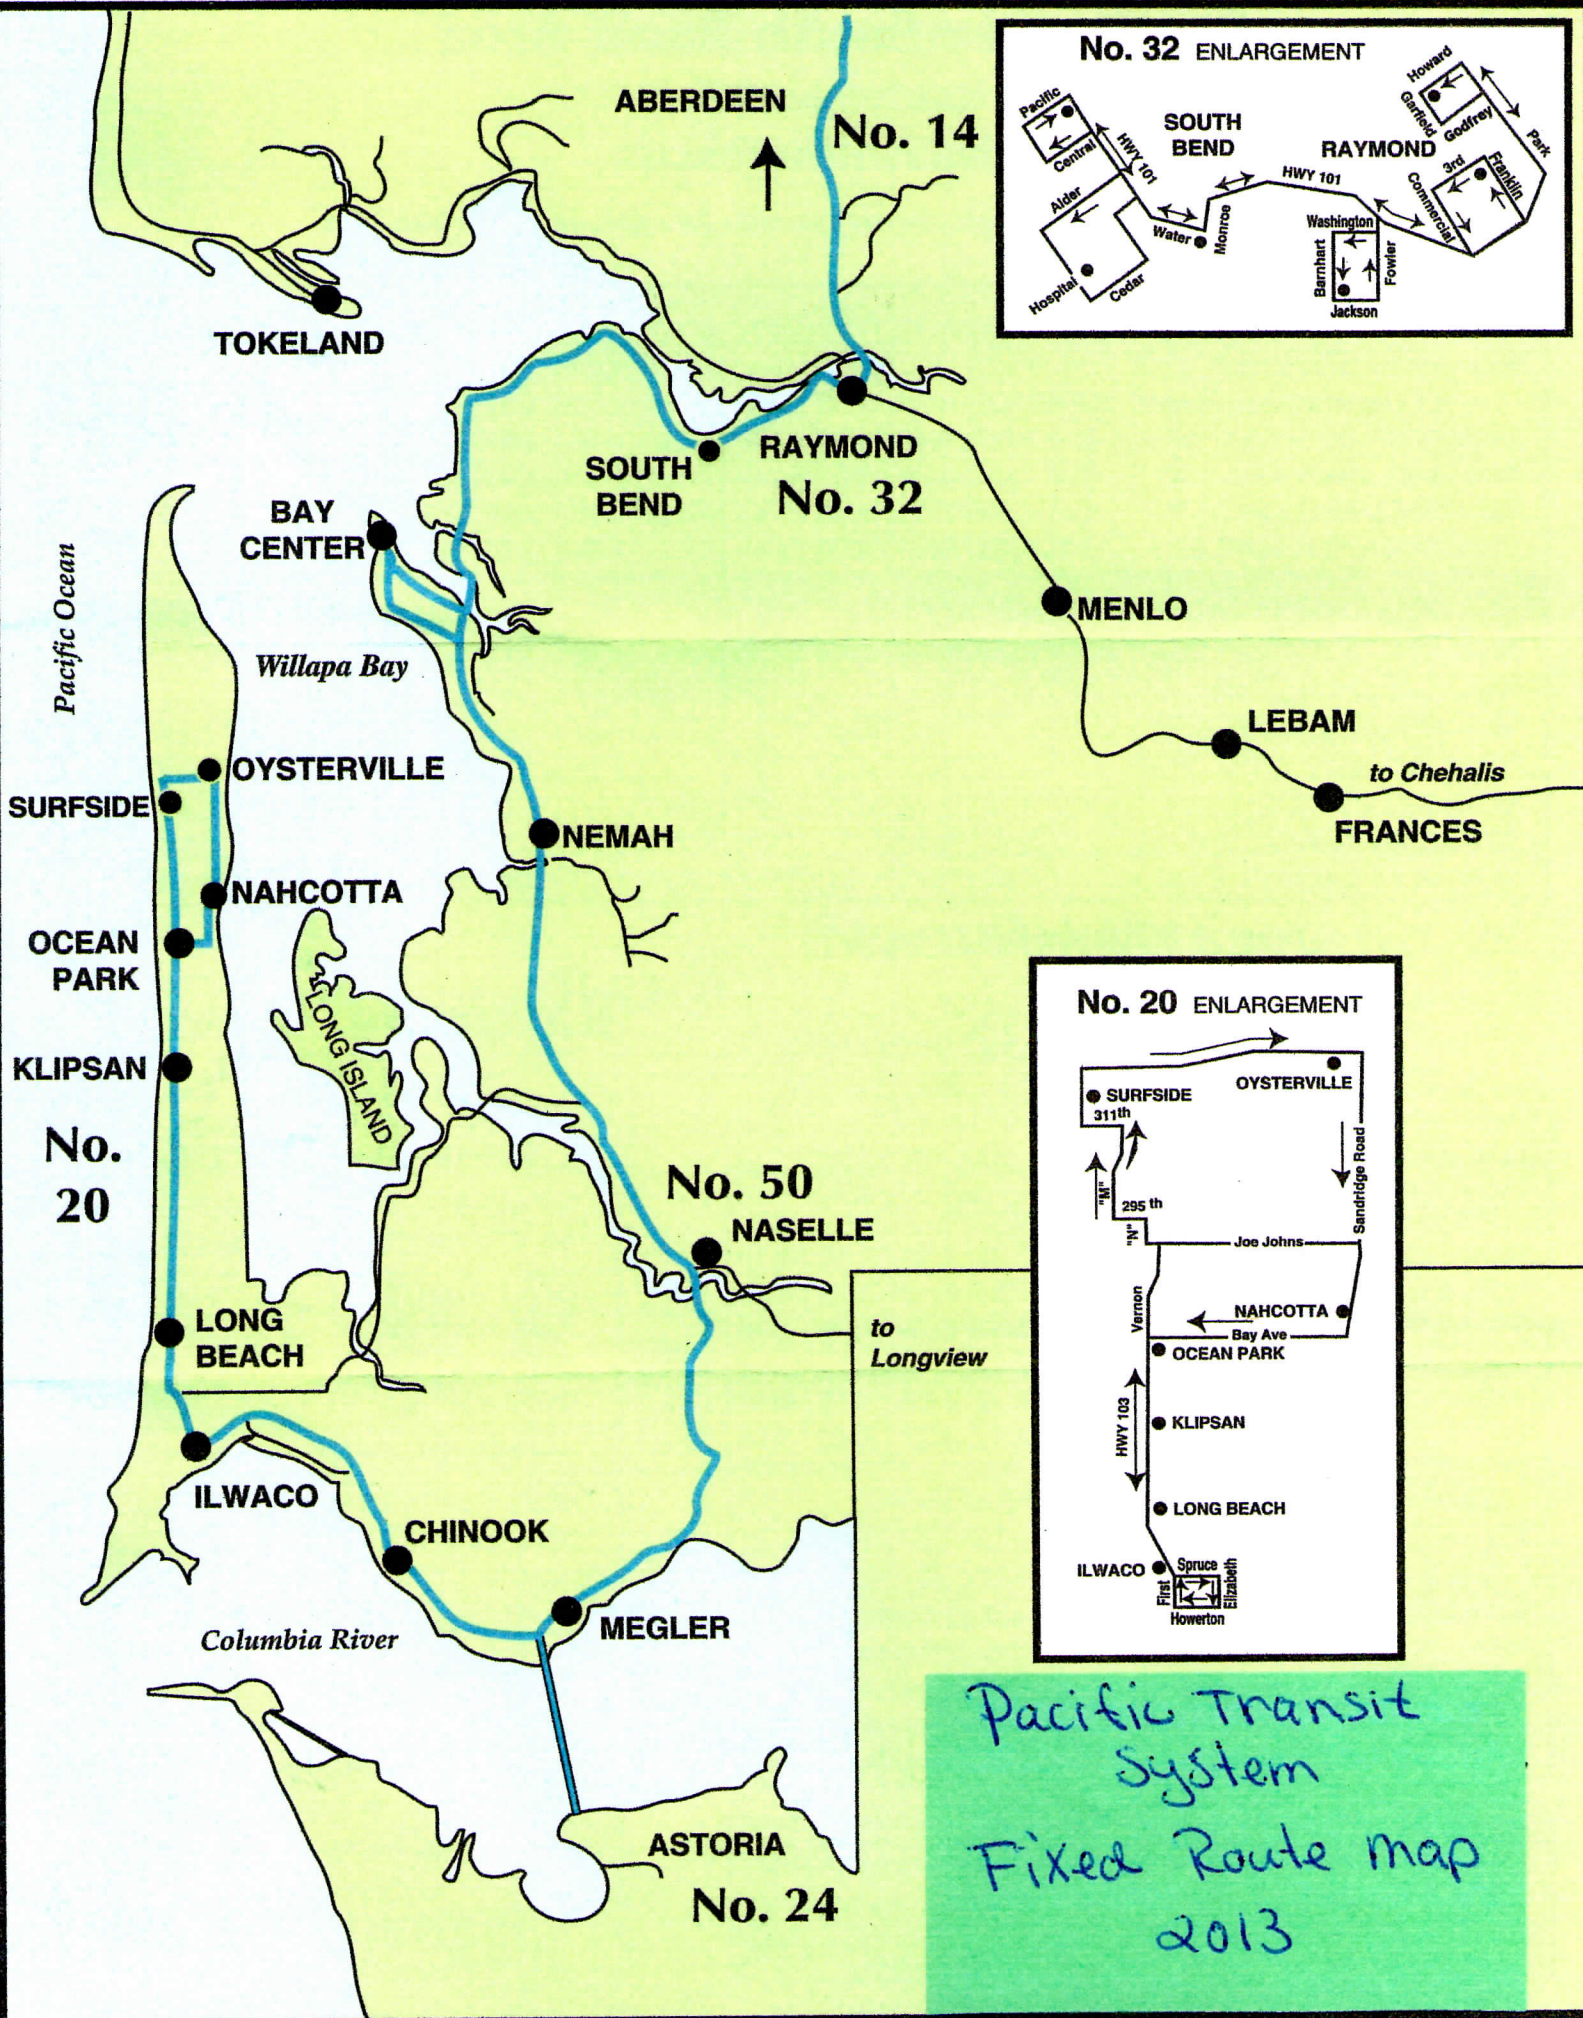 ABERDEEN
No. 14
TOKELAND
SOUTH
BEND
RAYMOND
No. 32
BAY
CENTER
MENLO
Pacific Ocean
Willapa Bay
LEBAM
to Chehalis
FRANCES
OYSTERVILLE
SURFSIDE
NEMAH
NAHCOTTA
OCEAN
PARK
LONG ISLAND
KLIPSAN
No.
20
No. 50
NASELLE
LONG
BEACH
to
Longview
ILWACO
CHINOOK
MEGLER
Columbia River
ASTORIA
No. 24
No. 32 ENLARGEMENT
Pacific
Central
HWY 101
SOUTH
BEND
Alder
Water
Monroe
Hospital
Cedar
HWY 101
RAYMOND
Howard
Garfield
Godfrey
Park
3rd
Franklin
Commercial
Washington
Barnhart
Fowler
Jackson
No. 20 ENLARGEMENT
OYSTERVILLE
SURFSIDE
311th
Sandridge Road
"M"
295 th
"N"
Joe Johns
Vernon
NAHCOTTA
Bay Ave
OCEAN PARK
HWY 103
KLIPSAN
LONG BEACH
ILWACO
Spruce
First
Elizabeth
Howerton
Pacific Transit
System
Fixed Route Map
2013